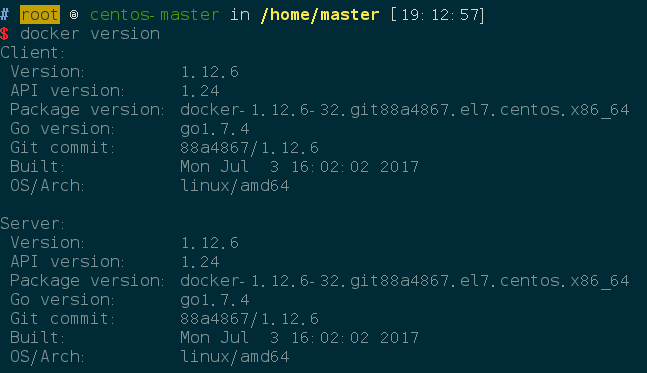 # root @ centos-master in /home/master [19:12:57]
$ docker version
Client:
 Version:         1.12.6
 API version:     1.24
 Package version: docker-1.12.6-32.git88a4867.el7.centos.x86_64
 Go version:      go1.7.4
 Git commit:      88a4867/1.12.6
 Built:           Mon Jul  3 16:02:02 2017
 OS/Arch:         linux/amd64

Server:
 Version:         1.12.6
 API version:     1.24
 Package version: docker-1.12.6-32.git88a4867.el7.centos.x86_64
 Go version:      go1.7.4
 Git commit:      88a4867/1.12.6
 Built:           Mon Jul  3 16:02:02 2017
 OS/Arch:         linux/amd64